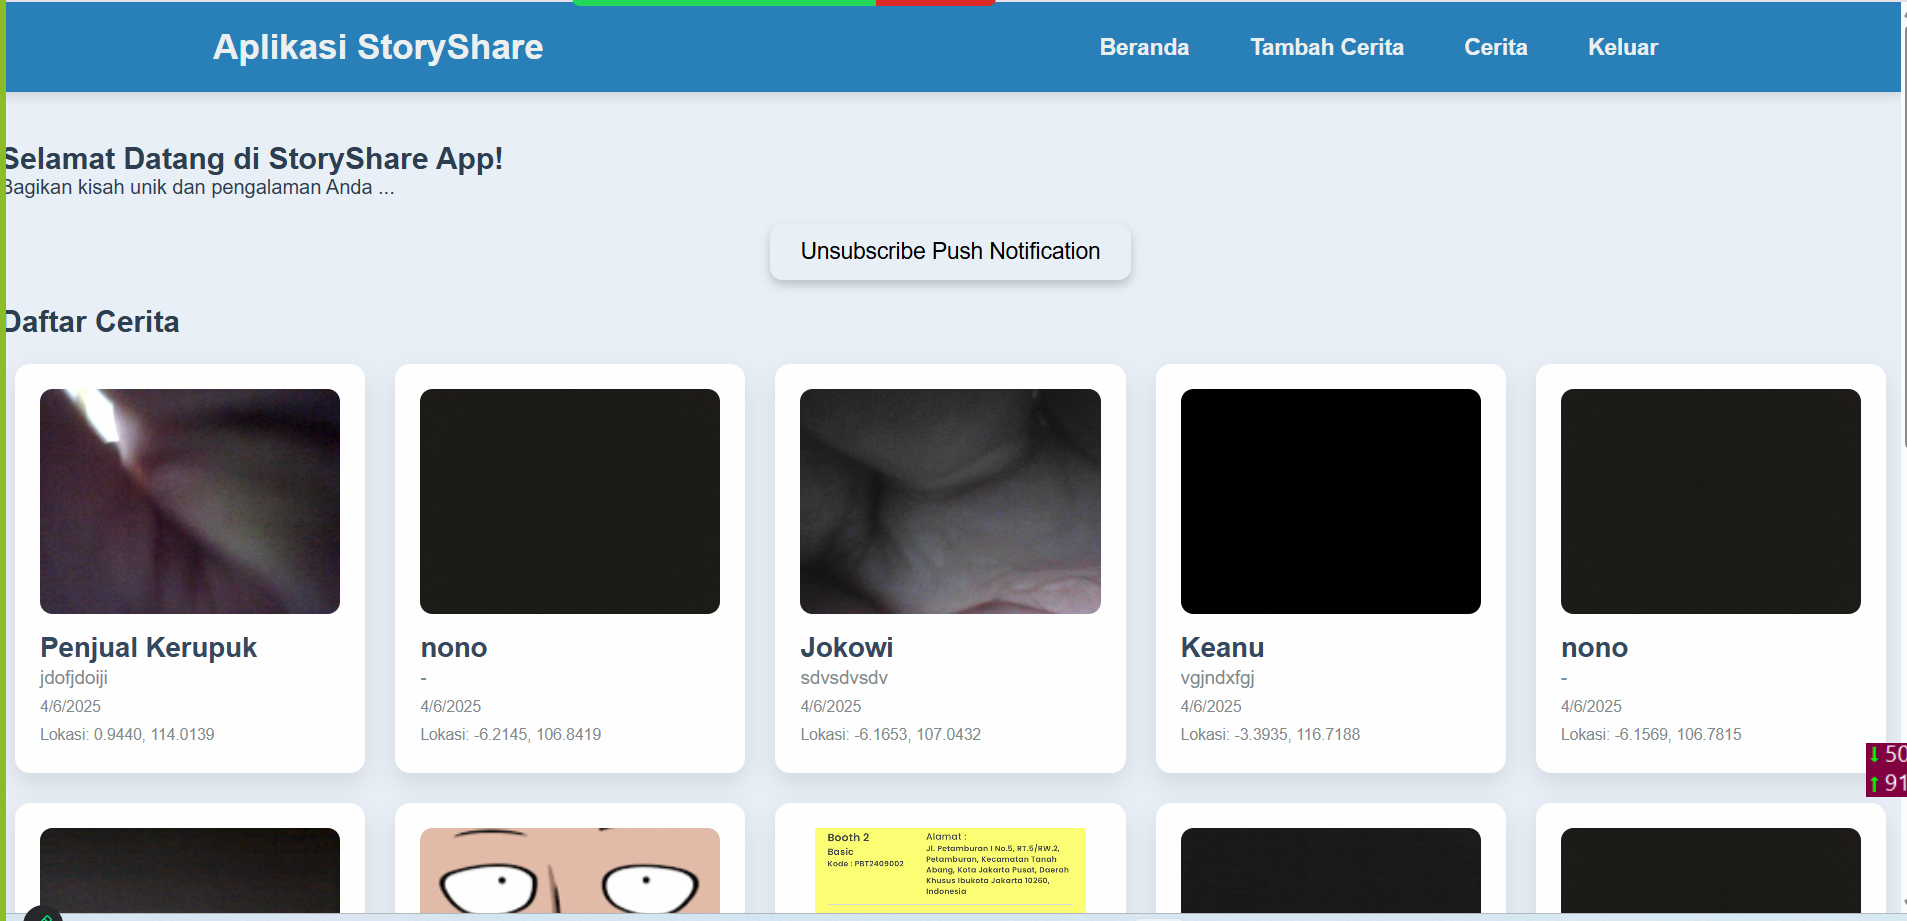 Aplikasi StoryShare
Beranda
Tambah Cerita
Cerita
Keluar
Selamat Datang di StoryShare App!
Bagikan kisah unik dan pengalaman Anda ...
Unsubscribe Push Notification
Daftar Cerita
Penjual Kerupuk
jdofjdoiji
4/6/2025
Lokasi: 0.9440, 114.0139
nono
-
4/6/2025
Lokasi: -6.2145, 106.8419
Jokowi
sdvsdvsdv
4/6/2025
Lokasi: -6.1653, 107.0432
Keanu
vgjndxfgj
4/6/2025
Lokasi: -3.3935, 116.7188
nono
-
4/6/2025
Lokasi: -6.1569, 106.7815
↓ 50
↑ 91
Booth 2
Basic
Kode : PBT2409002
Alamat :
Jl. Petamburan I No.5, RT.5/RW.2,
Petamburan, Kecamatan Tanah
Abang, Kota Jakarta Pusat, Daerah
Khusus Ibukota Jakarta 10260,
Indonesia